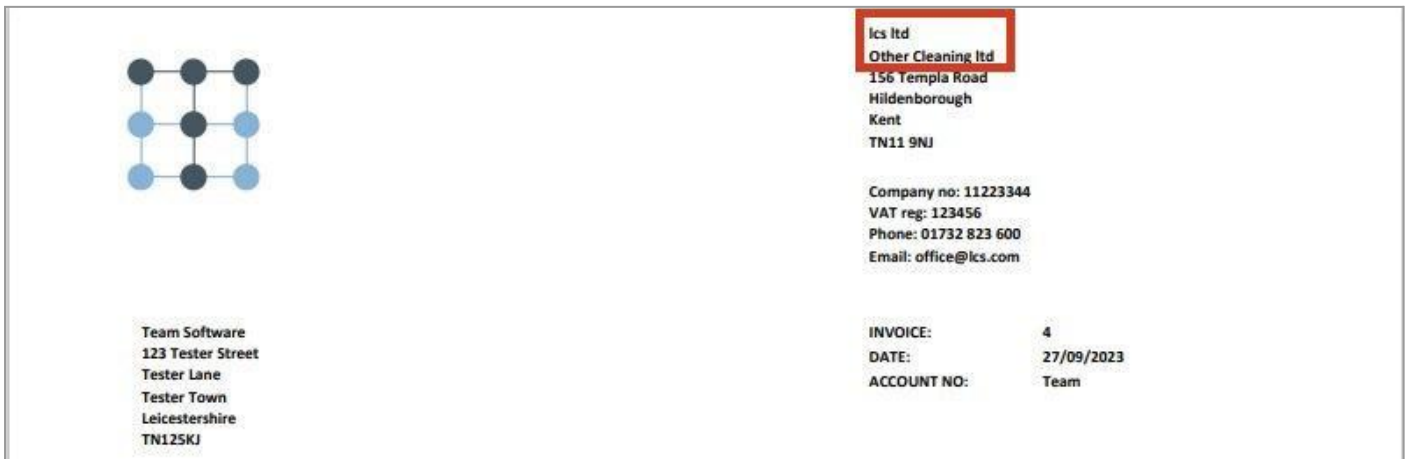 lcs ltd
Other Cleaning ltd
156 Templa Road
Hildenborough
Kent
TN11 9NJ
Company no: 11223344
VAT reg: 123456
Phone: 01732 823 600
Email: office@lcs.com
Team Software
123 Tester Street
Tester Lane
Tester Town
Leicestershire
TN125KJ
INVOICE: 4
DATE: 27/09/2023
ACCOUNT NO: Team